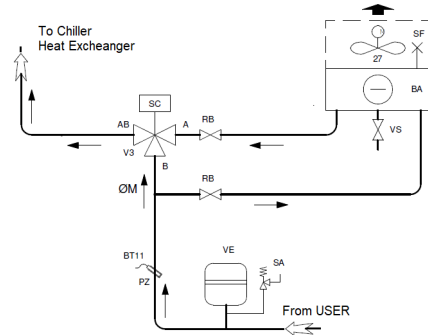 To Chiller
Heat Excheanger
SF
27
SC
BA
AB
A
RB
VS
V3
B
ØM
RB
BT11
VE
SA
PZ
From USER